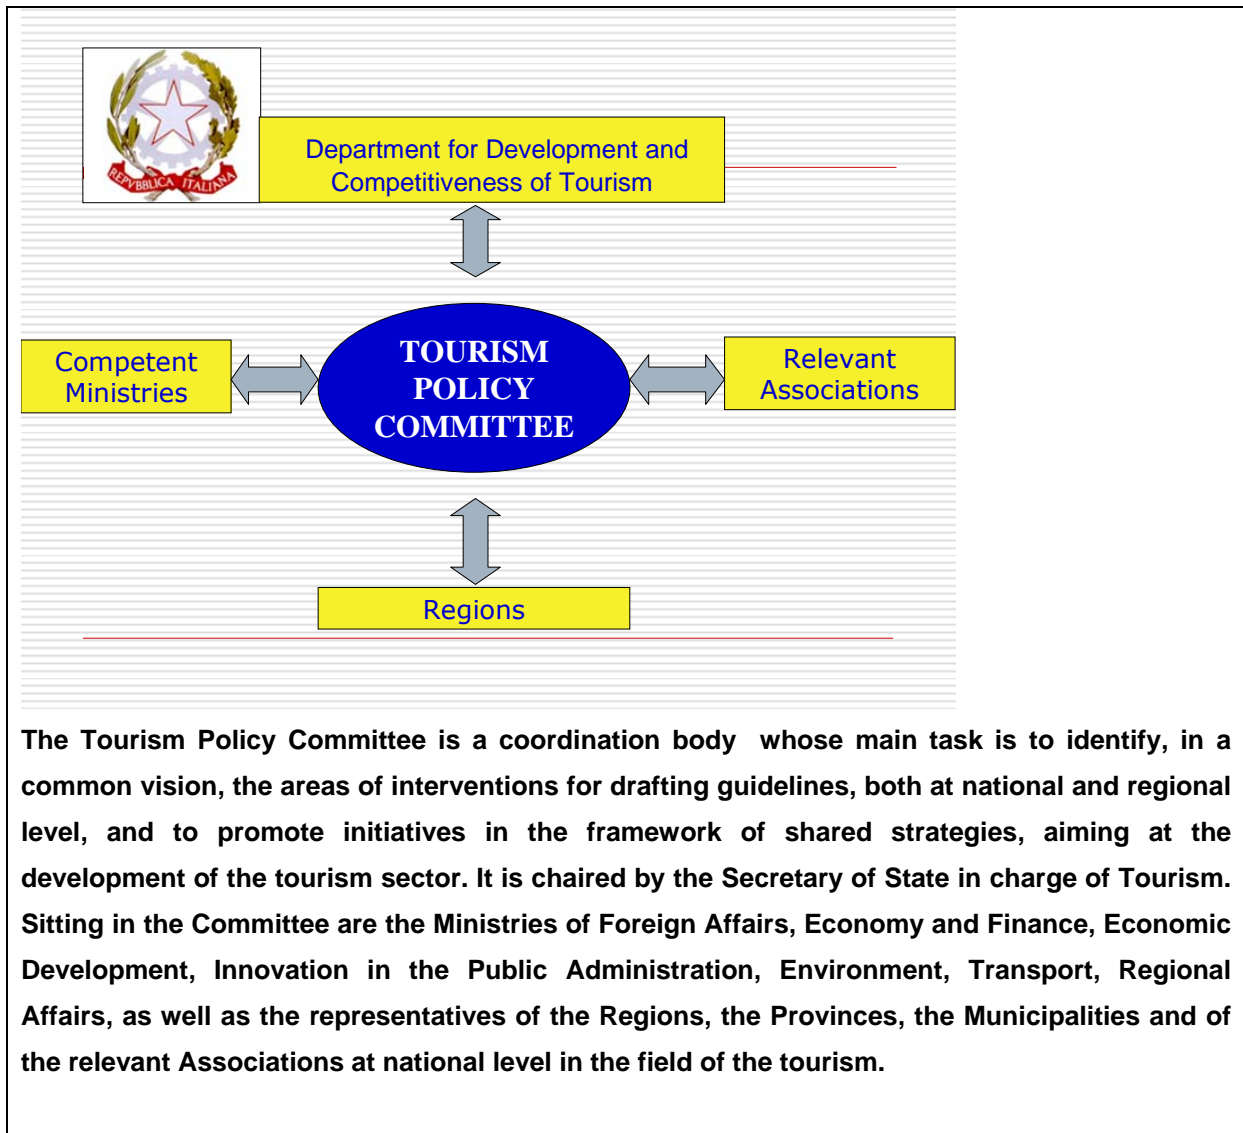 REPVBBLICA ITALIANA
Department for Development and
Competitiveness of Tourism
TOURISM
POLICY
COMMITTEE
Competent
Ministries
Relevant
Associations
Regions
The Tourism Policy Committee is a coordination body  whose main task is to identify, in a
common vision, the areas of interventions for drafting guidelines, both at national and regional
level, and to promote initiatives in the framework of shared strategies, aiming at the
development of the tourism sector. It is chaired by the Secretary of State in charge of Tourism.
Sitting in the Committee are the Ministries of Foreign Affairs, Economy and Finance, Economic
Development, Innovation in the Public Administration, Environment, Transport, Regional
Affairs, as well as the representatives of the Regions, the Provinces, the Municipalities and of
the relevant Associations at national level in the field of the tourism.